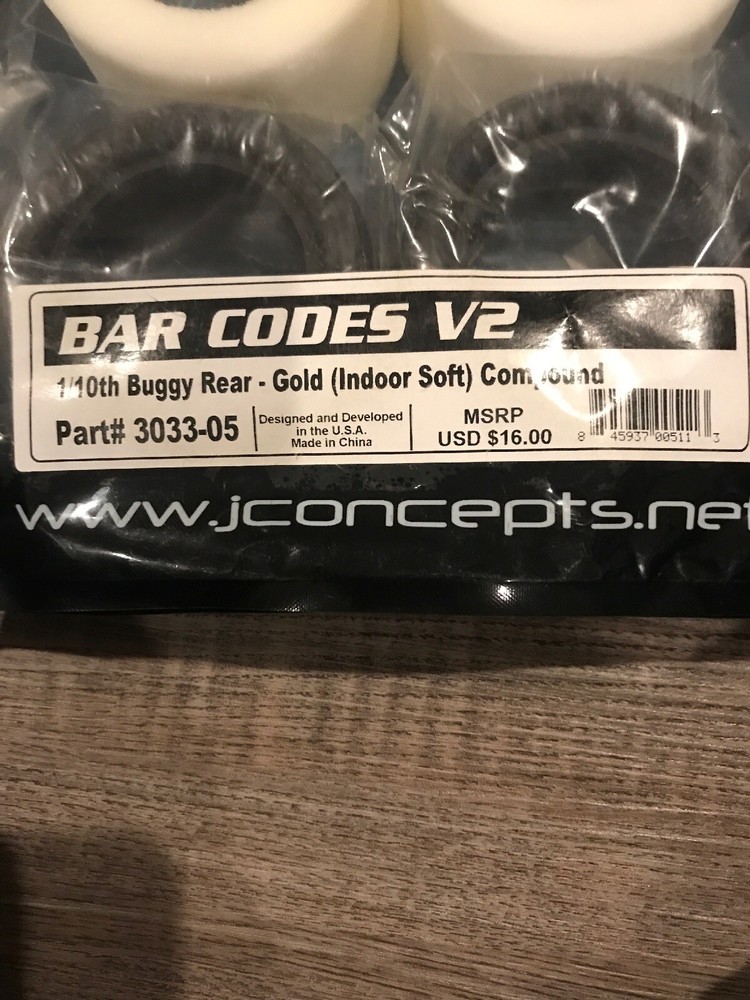 BAR CODES V2
1/10th Buggy Rear - Gold (Indoor Soft) Compound
Part# 3033-05
Designed and Developed
in the U.S.A.
Made in China
MSRP
USD $16.00
8 45937 00511 3
www.jconcepts.net